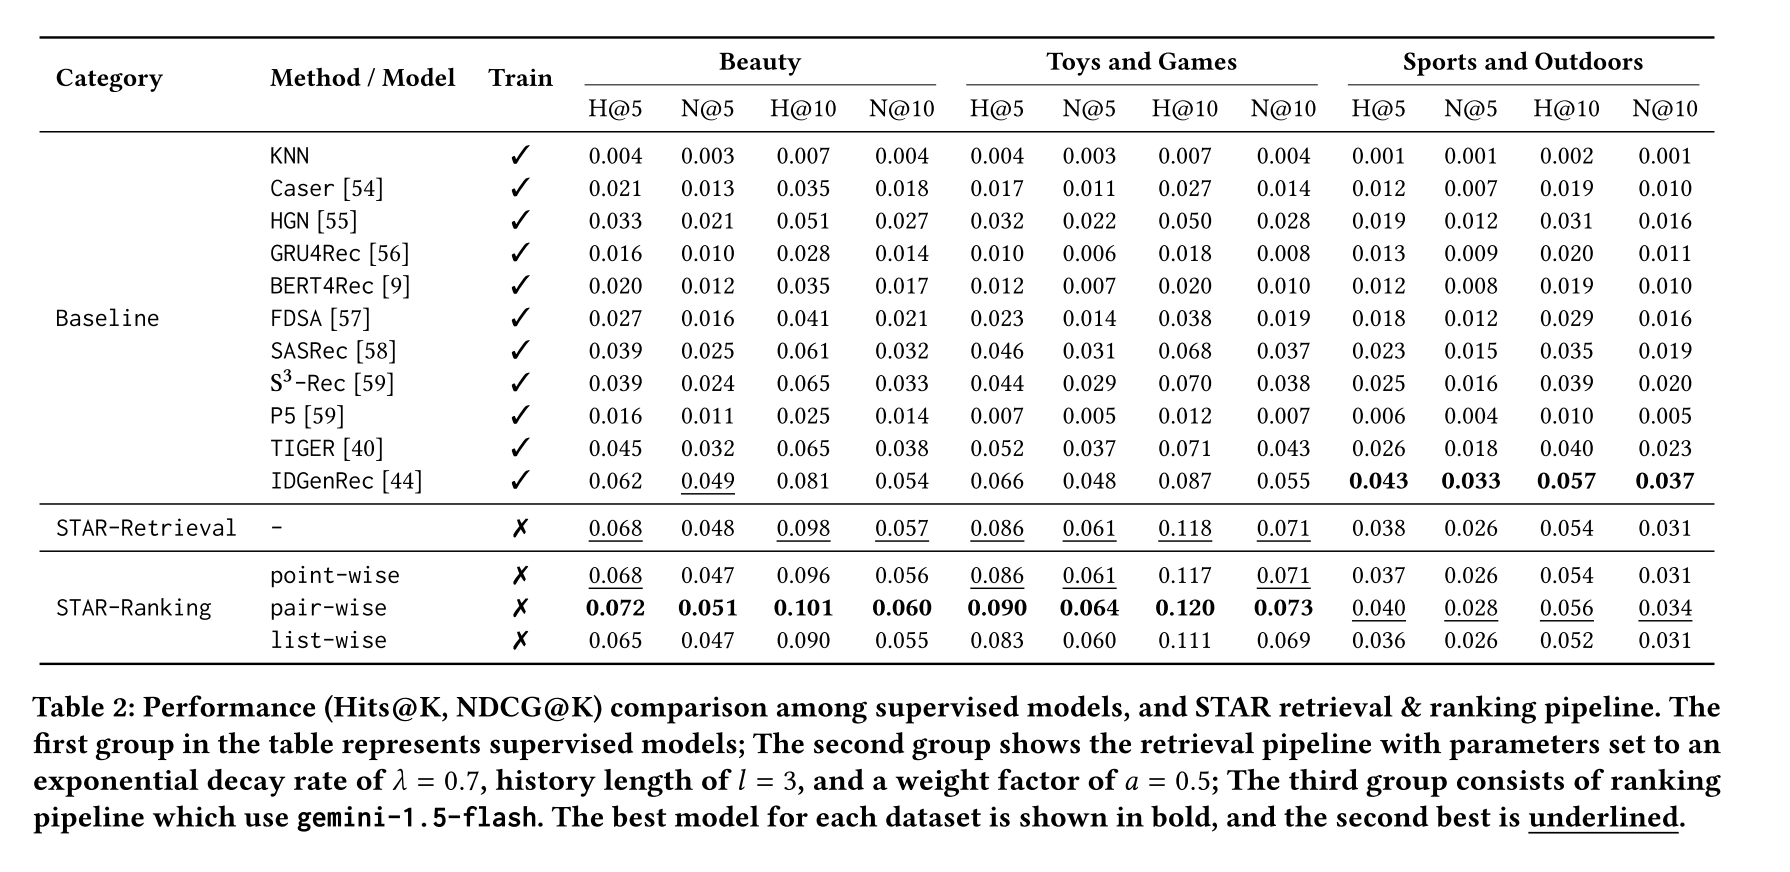 Category Method / Model Train Beauty Toys and Games Sports and Outdoors
H@5 N@5 H@10 N@10 H@5 N@5 H@10 N@10 H@5 N@5 H@10 N@10
KNN ✓ 0.004 0.003 0.007 0.004 0.004 0.003 0.007 0.004 0.001 0.001 0.002 0.001
Caser [54] ✓ 0.021 0.013 0.035 0.018 0.017 0.011 0.027 0.014 0.012 0.007 0.019 0.010
HGN [55] ✓ 0.033 0.021 0.051 0.027 0.032 0.022 0.050 0.028 0.019 0.012 0.031 0.016
GRU4Rec [56] ✓ 0.016 0.010 0.028 0.014 0.010 0.006 0.018 0.008 0.013 0.009 0.020 0.011
BERT4Rec [9] ✓ 0.020 0.012 0.035 0.017 0.012 0.007 0.020 0.010 0.012 0.008 0.019 0.010
Baseline FDSA [57] ✓ 0.027 0.016 0.041 0.021 0.023 0.014 0.038 0.019 0.018 0.012 0.029 0.016
SASRec [58] ✓ 0.039 0.025 0.061 0.032 0.046 0.031 0.068 0.037 0.023 0.015 0.035 0.019
S³-Rec [59] ✓ 0.039 0.024 0.065 0.033 0.044 0.029 0.070 0.038 0.025 0.016 0.039 0.020
P5 [59] ✓ 0.016 0.011 0.025 0.014 0.007 0.005 0.012 0.007 0.006 0.004 0.010 0.005
TIGER [40] ✓ 0.045 0.032 0.065 0.038 0.052 0.037 0.071 0.043 0.026 0.018 0.040 0.023
IDGenRec [44] ✓ 0.062 0.049 0.081 0.054 0.066 0.048 0.087 0.055 0.043 0.033 0.057 0.037
STAR-Retrieval - ✗ 0.068 0.048 0.098 0.057 0.086 0.061 0.118 0.071 0.038 0.026 0.054 0.031
point-wise ✗ 0.068 0.047 0.096 0.056 0.086 0.061 0.117 0.071 0.037 0.026 0.054 0.031
STAR-Ranking pair-wise ✗ 0.072 0.051 0.101 0.060 0.090 0.064 0.120 0.073 0.040 0.028 0.056 0.034
list-wise ✗ 0.065 0.047 0.090 0.055 0.083 0.060 0.111 0.069 0.036 0.026 0.052 0.031
Table 2: Performance (Hits@K, NDCG@K) comparison among supervised models, and STAR retrieval & ranking pipeline. The
first group in the table represents supervised models; The second group shows the retrieval pipeline with parameters set to an
exponential decay rate of λ = 0.7, history length of l = 3, and a weight factor of a = 0.5; The third group consists of ranking
pipeline which use gemini-1.5-flash. The best model for each dataset is shown in bold, and the second best is underlined.